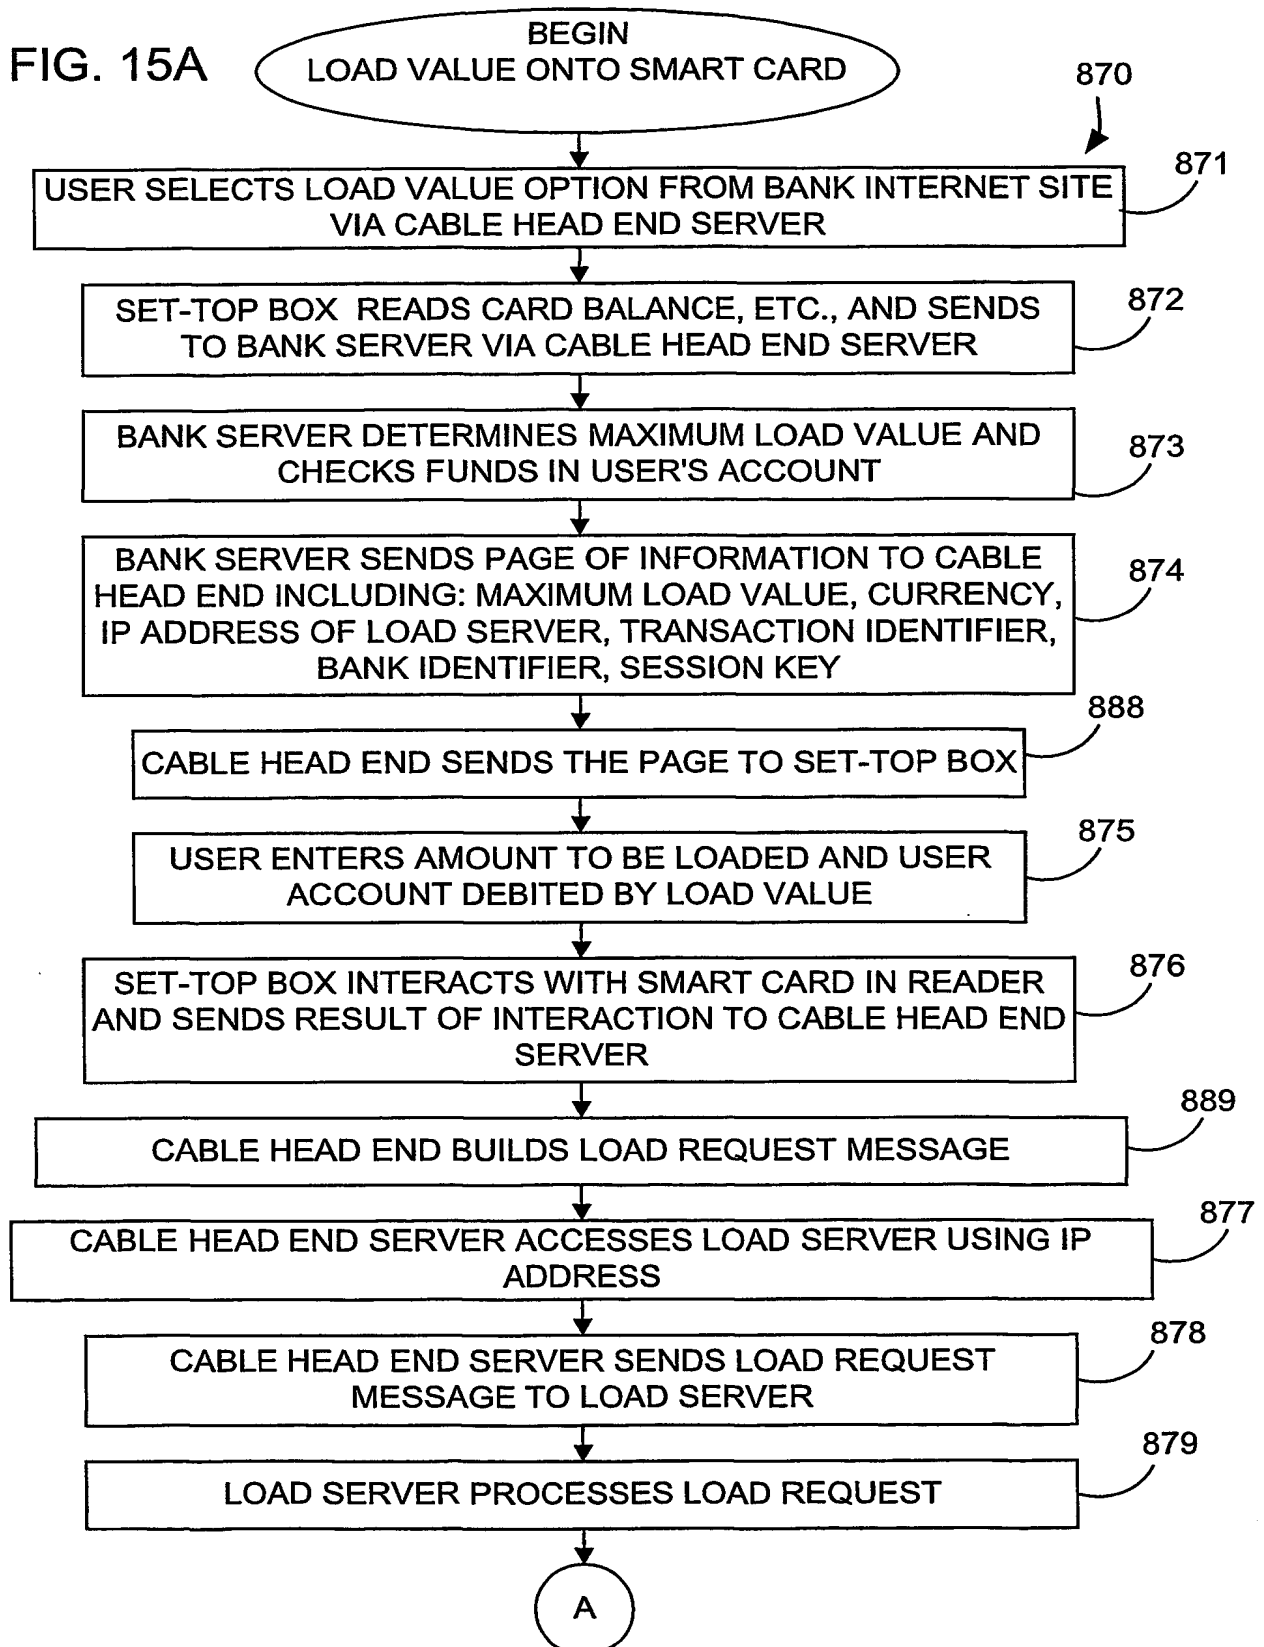 FIG. 15A
BEGIN
LOAD VALUE ONTO SMART CARD
870
871
USER SELECTS LOAD VALUE OPTION FROM BANK INTERNET SITE
VIA CABLE HEAD END SERVER
872
SET-TOP BOX READS CARD BALANCE, ETC., AND SENDS
TO BANK SERVER VIA CABLE HEAD END SERVER
873
BANK SERVER DETERMINES MAXIMUM LOAD VALUE AND
CHECKS FUNDS IN USER'S ACCOUNT
874
BANK SERVER SENDS PAGE OF INFORMATION TO CABLE
HEAD END INCLUDING: MAXIMUM LOAD VALUE, CURRENCY,
IP ADDRESS OF LOAD SERVER, TRANSACTION IDENTIFIER,
BANK IDENTIFIER, SESSION KEY
888
CABLE HEAD END SENDS THE PAGE TO SET-TOP BOX
875
USER ENTERS AMOUNT TO BE LOADED AND USER
ACCOUNT DEBITED BY LOAD VALUE
876
SET-TOP BOX INTERACTS WITH SMART CARD IN READER
AND SENDS RESULT OF INTERACTION TO CABLE HEAD END
SERVER
889
CABLE HEAD END BUILDS LOAD REQUEST MESSAGE
877
CABLE HEAD END SERVER ACCESSES LOAD SERVER USING IP
ADDRESS
878
CABLE HEAD END SERVER SENDS LOAD REQUEST
MESSAGE TO LOAD SERVER
879
LOAD SERVER PROCESSES LOAD REQUEST
A